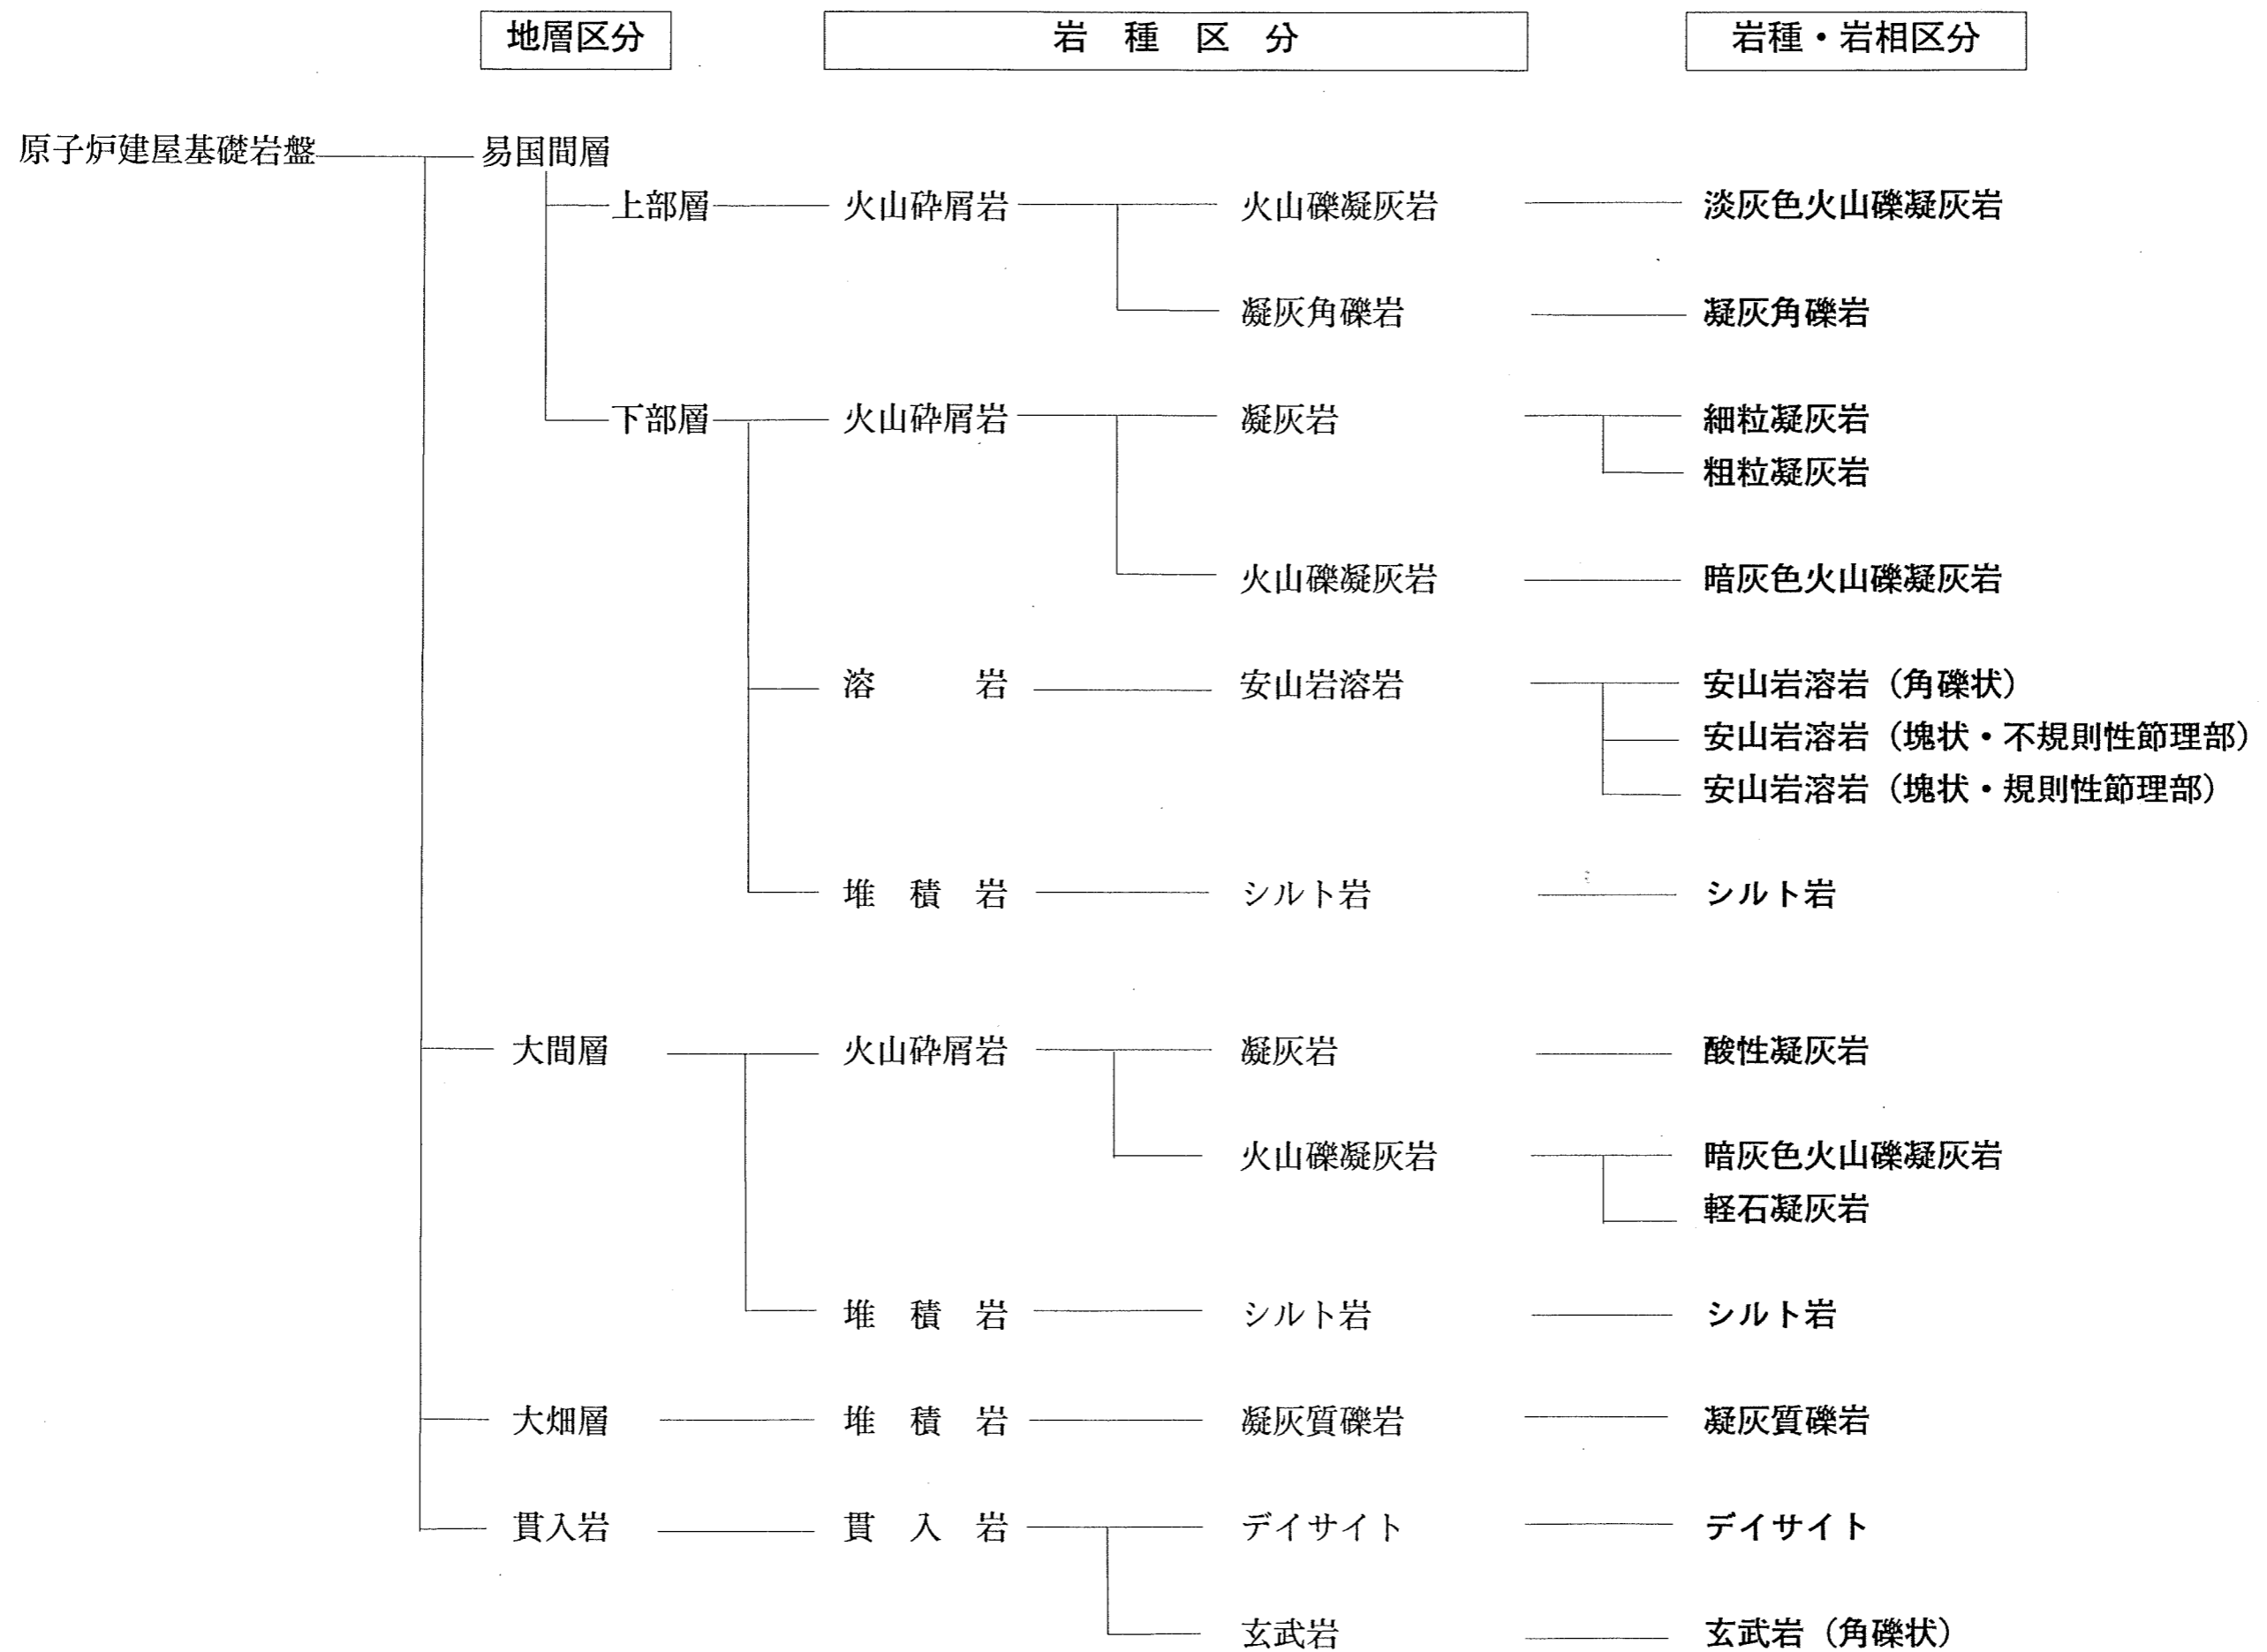 地層区分 岩種区分 岩種・岩相区分
原子炉建屋基礎岩盤 易国間層
上部層 火山砕屑岩 火山礫凝灰岩 淡灰色火山礫凝灰岩
凝灰角礫岩 凝灰角礫岩
下部層 火山砕屑岩 凝灰岩 細粒凝灰岩
粗粒凝灰岩
火山礫凝灰岩 暗灰色火山礫凝灰岩
溶岩 安山岩溶岩 安山岩溶岩（角礫状）
安山岩溶岩（塊状・不規則性節理部）
安山岩溶岩（塊状・規則性節理部）
堆積岩 シルト岩 シルト岩
大間層 火山砕屑岩 凝灰岩 酸性凝灰岩
火山礫凝灰岩 暗灰色火山礫凝灰岩
軽石凝灰岩
堆積岩 シルト岩 シルト岩
大畑層 堆積岩 凝灰質礫岩 凝灰質礫岩
貫入岩 貫入岩 デイサイト デイサイト
玄武岩 玄武岩（角礫状）